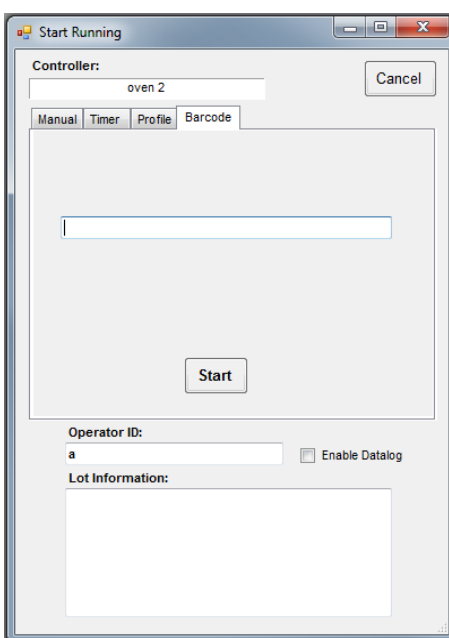 Start Running
Controller:
oven 2
Cancel
Manual Timer Profile Barcode
Start
Operator ID:
a
Enable Datalog
Lot Information: